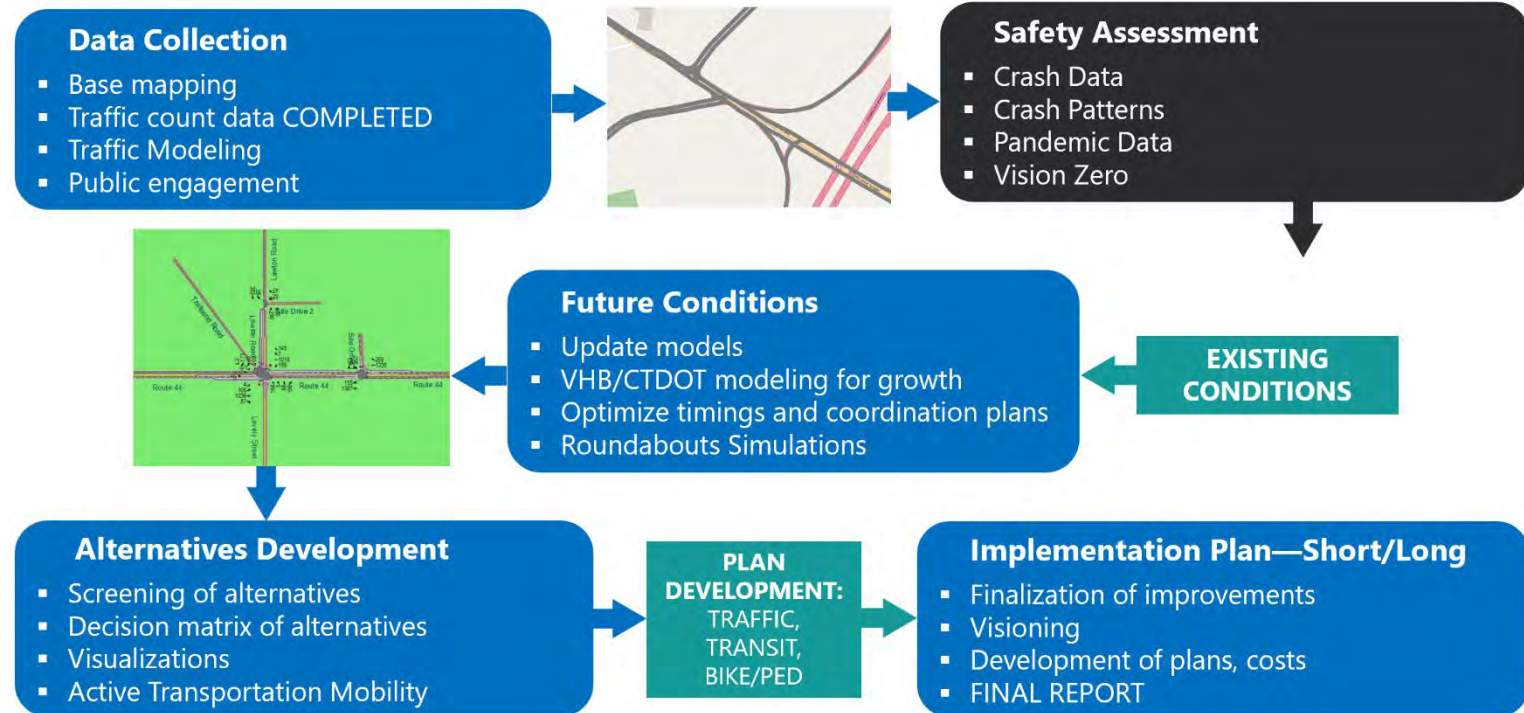 Data Collection
▪ Base mapping
▪ Traffic count data COMPLETED
▪ Traffic Modeling
▪ Public engagement
Safety Assessment
▪ Crash Data
▪ Crash Patterns
▪ Pandemic Data
▪ Vision Zero
EXISTING
CONDITIONS
Future Conditions
▪ Update models
▪ VHB/CTDOT modeling for growth
▪ Optimize timings and coordination plans
▪ Roundabouts Simulations
Lawton Road
Route 44
Route 44
Route 44
Alternatives Development
▪ Screening of alternatives
▪ Decision matrix of alternatives
▪ Visualizations
▪ Active Transportation Mobility
PLAN
DEVELOPMENT:
TRAFFIC,
TRANSIT,
BIKE/PED
Implementation Plan—Short/Long
▪ Finalization of improvements
▪ Visioning
▪ Development of plans, costs
▪ FINAL REPORT